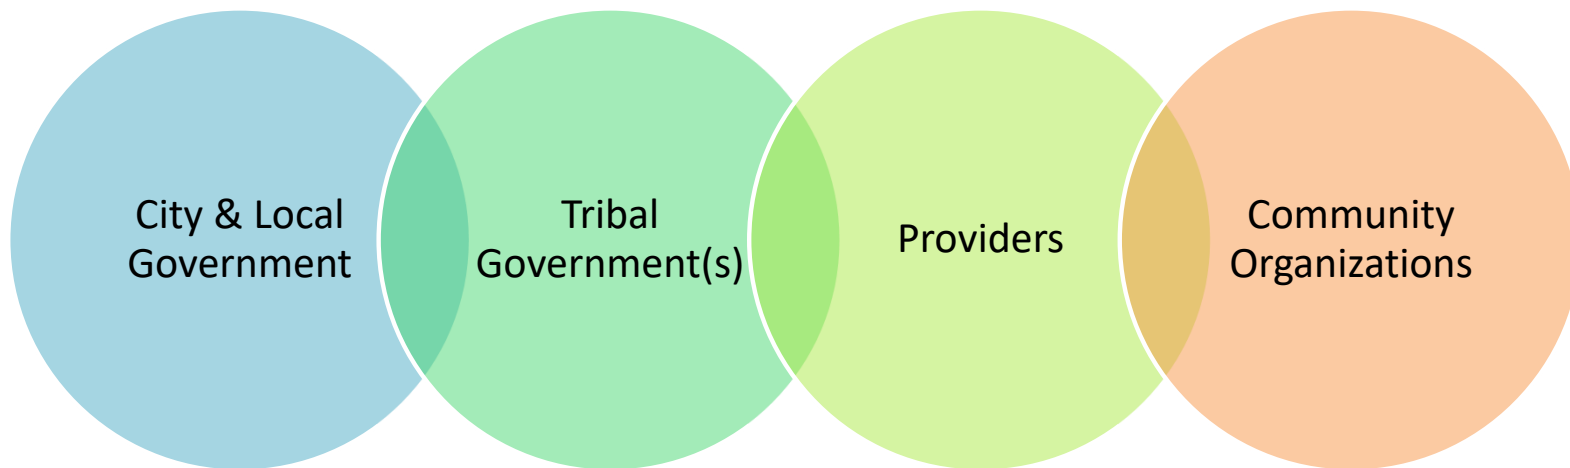 City & Local
Government
Tribal
Government(s)
Providers
Community
Organizations